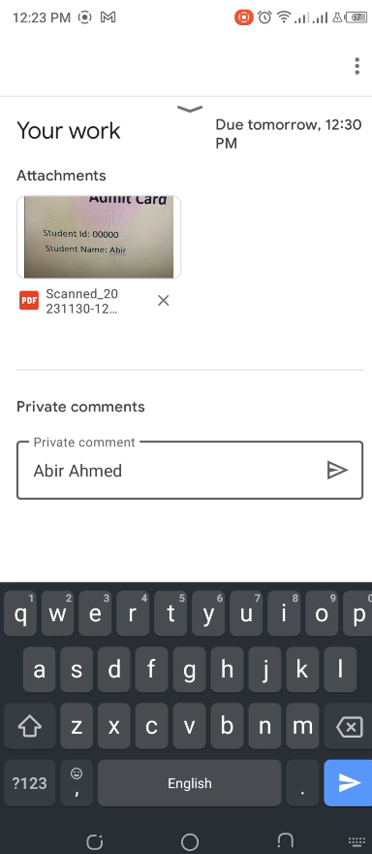 12:23 PM
67
Your work
Due tomorrow, 12:30
PM
Attachments
Admit Card
Student Id: 00000
Student Name: Abir
PDF
Scanned_20
231130-12...
Private comments
Private comment
Abir Ahmed
1 2 3 4 5 6 7 8 9 0
q w e r t y u i o p
a s d f g h j k l
z x c v b n m
?123 , English .